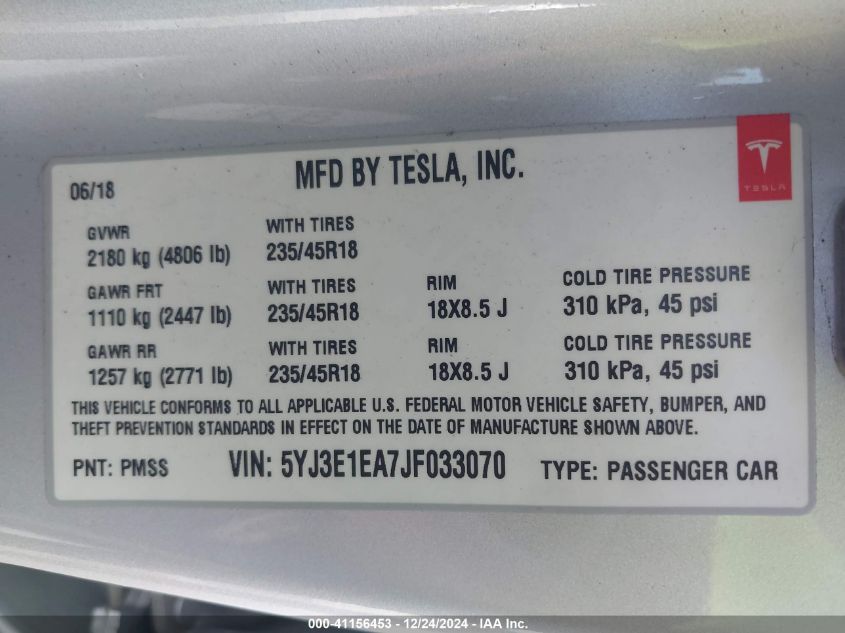 MFD BY TESLA, INC.
TESLA
06/18
GVWR WITH TIRES
2180 kg (4806 lb) 235/45R18
GAWR FRT WITH TIRES RIM COLD TIRE PRESSURE
1110 kg (2447 lb) 235/45R18 18X8.5 J 310 kPa, 45 psi
GAWR RR WITH TIRES RIM COLD TIRE PRESSURE
1257 kg (2771 lb) 235/45R18 18X8.5 J 310 kPa, 45 psi
THIS VEHICLE CONFORMS TO ALL APPLICABLE U.S. FEDERAL MOTOR VEHICLE SAFETY, BUMPER, AND
THEFT PREVENTION STANDARDS IN EFFECT ON THE DATE OF MANUFACTURE SHOWN ABOVE.
PNT: PMSS VIN: 5YJ3E1EA7JF033070 TYPE: PASSENGER CAR
000-41156453 - 12/24/2024 - IAA Inc.